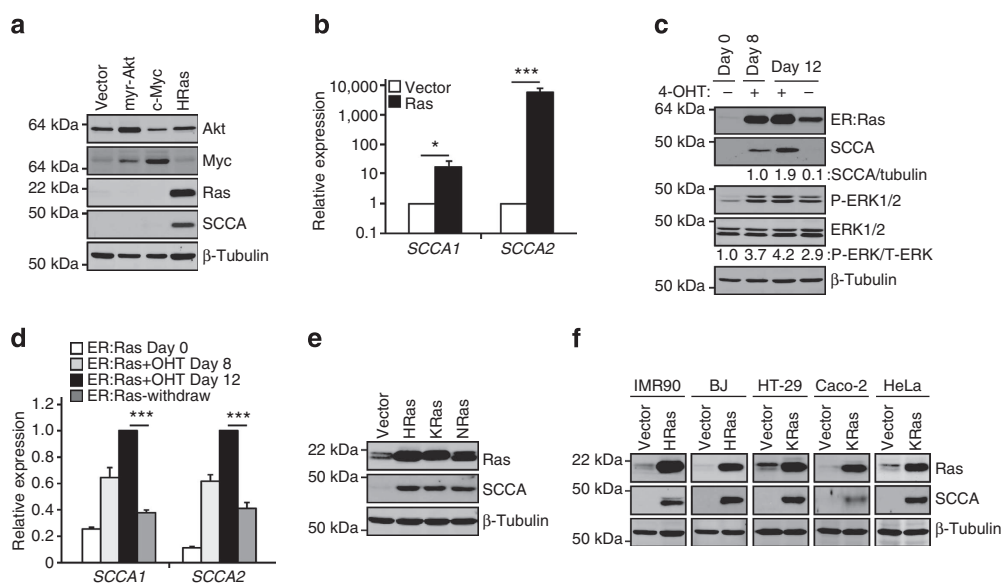 a
Vector
myr-Akt
c-Myc
HRas
64 kDa
Akt
64 kDa
Myc
22 kDa
Ras
50 kDa
SCCA
50 kDa
β-Tubulin
b
Relative expression
10,000
1,000
100
10
1
0.1
Vector
Ras
*
***
SCCA1
SCCA2
c
Day 0
Day 8
Day 12
4-OHT: – + + –
64 kDa
ER:Ras
50 kDa
SCCA
1.0 1.9 0.1 :SCCA/tubulin
50 kDa
P-ERK1/2
50 kDa
ERK1/2
1.0 3.7 4.2 2.9 :P-ERK/T-ERK
50 kDa
β-Tubulin
d
ER:Ras Day 0
ER:Ras+OHT Day 8
ER:Ras+OHT Day 12
ER:Ras-withdraw
Relative expression
1.2
1.0
0.8
0.6
0.4
0.2
0
***
***
SCCA1
SCCA2
e
Vector
HRas
KRas
NRas
22 kDa
Ras
50 kDa
SCCA
50 kDa
β-Tubulin
f
IMR90
BJ
HT-29
Caco-2
HeLa
Vector
HRas
Vector
HRas
Vector
KRas
Vector
KRas
Vector
KRas
22 kDa
Ras
50 kDa
SCCA
50 kDa
β-Tubulin